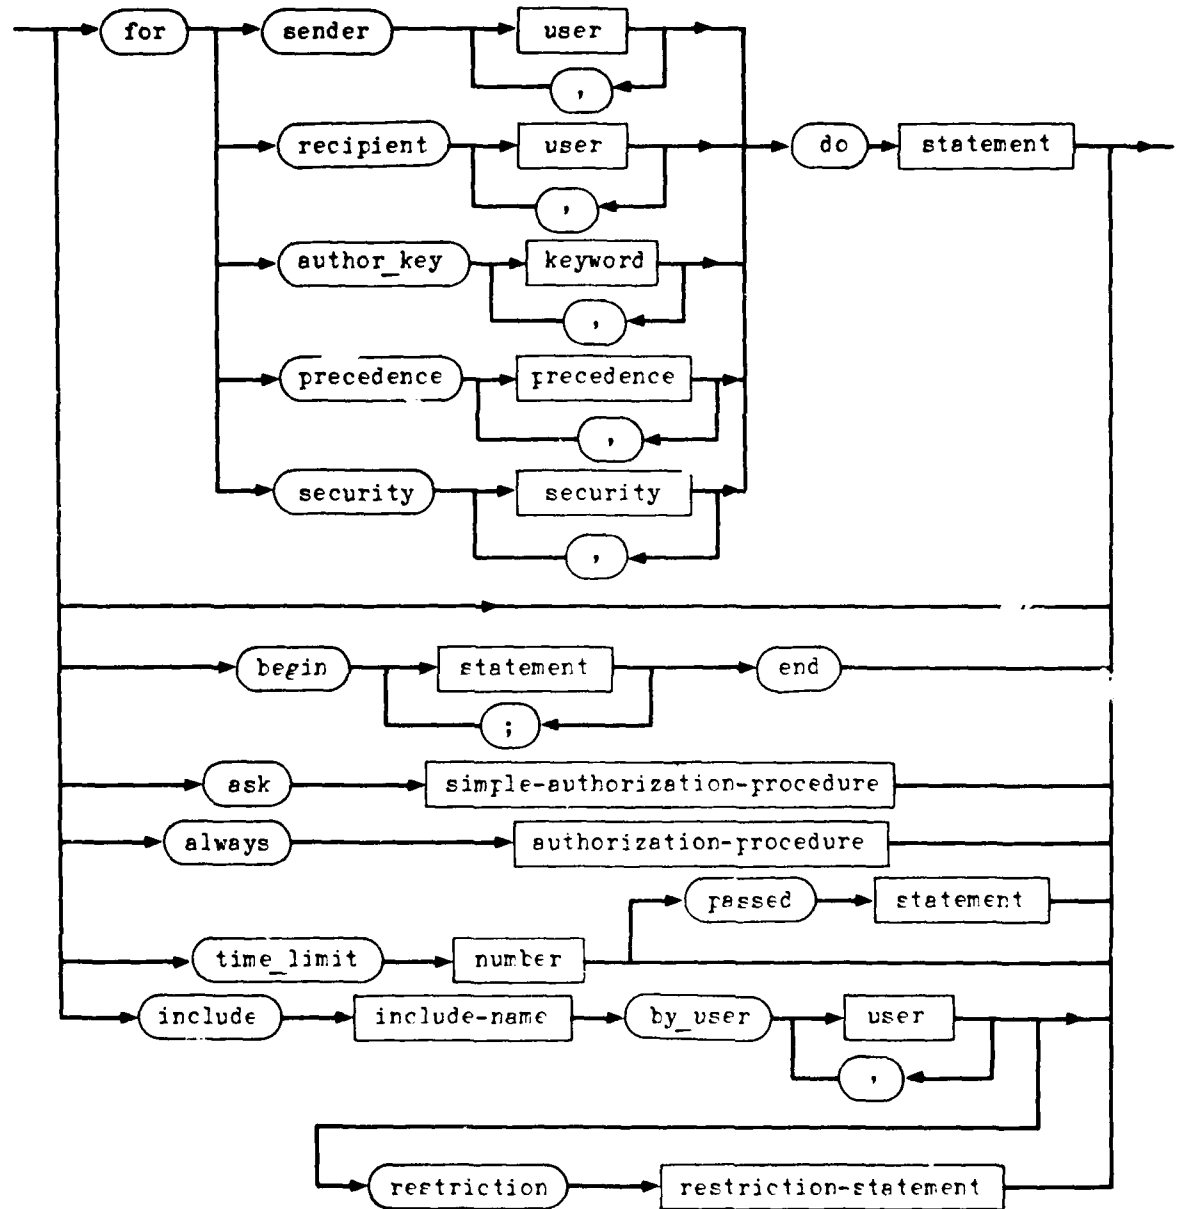 for sender user
,
recipient user do statement
,
author_key keyword
,
precedence precedence
,
security security
,
begin statement end
;
ask simple-authorization-procedure
always authorization-procedure
passed statement
time_limit number
include include-name by_user user
,
restriction restriction-statement